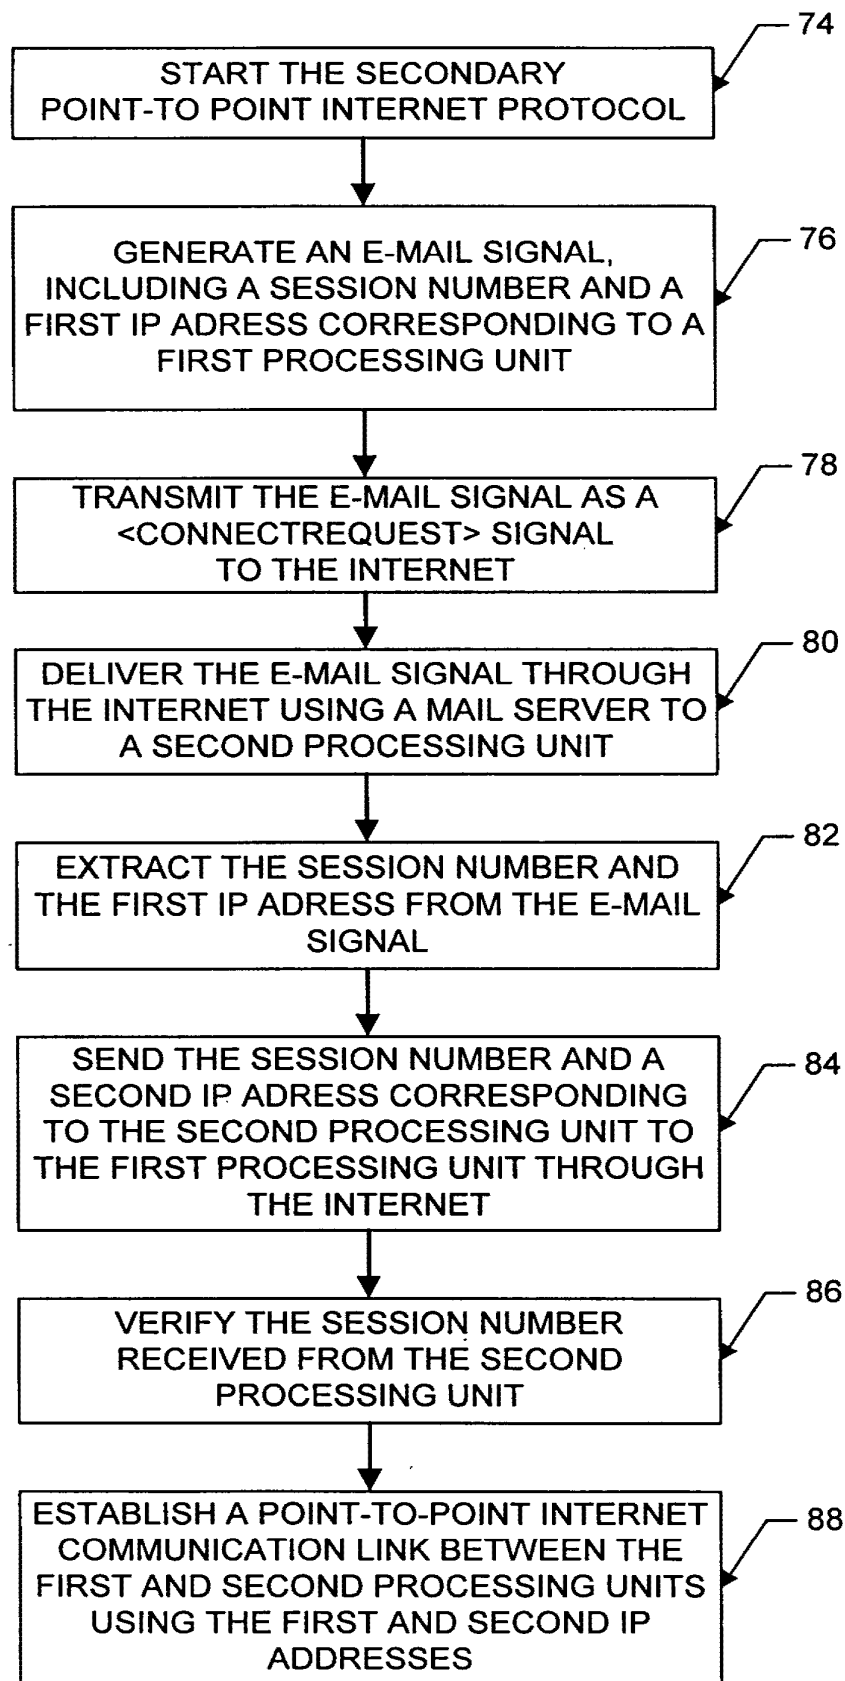 74
START THE SECONDARY
POINT-TO POINT INTERNET PROTOCOL
76
GENERATE AN E-MAIL SIGNAL,
INCLUDING A SESSION NUMBER AND A
FIRST IP ADRESS CORRESPONDING TO A
FIRST PROCESSING UNIT
78
TRANSMIT THE E-MAIL SIGNAL AS A
<CONNECTREQUEST> SIGNAL
TO THE INTERNET
80
DELIVER THE E-MAIL SIGNAL THROUGH
THE INTERNET USING A MAIL SERVER TO
A SECOND PROCESSING UNIT
82
EXTRACT THE SESSION NUMBER AND
THE FIRST IP ADRESS FROM THE E-MAIL
SIGNAL
84
SEND THE SESSION NUMBER AND A
SECOND IP ADRESS CORRESPONDING
TO THE SECOND PROCESSING UNIT TO
THE FIRST PROCESSING UNIT THROUGH
THE INTERNET
86
VERIFY THE SESSION NUMBER
RECEIVED FROM THE SECOND
PROCESSING UNIT
88
ESTABLISH A POINT-TO-POINT INTERNET
COMMUNICATION LINK BETWEEN THE
FIRST AND SECOND PROCESSING UNITS
USING THE FIRST AND SECOND IP
ADDRESSES